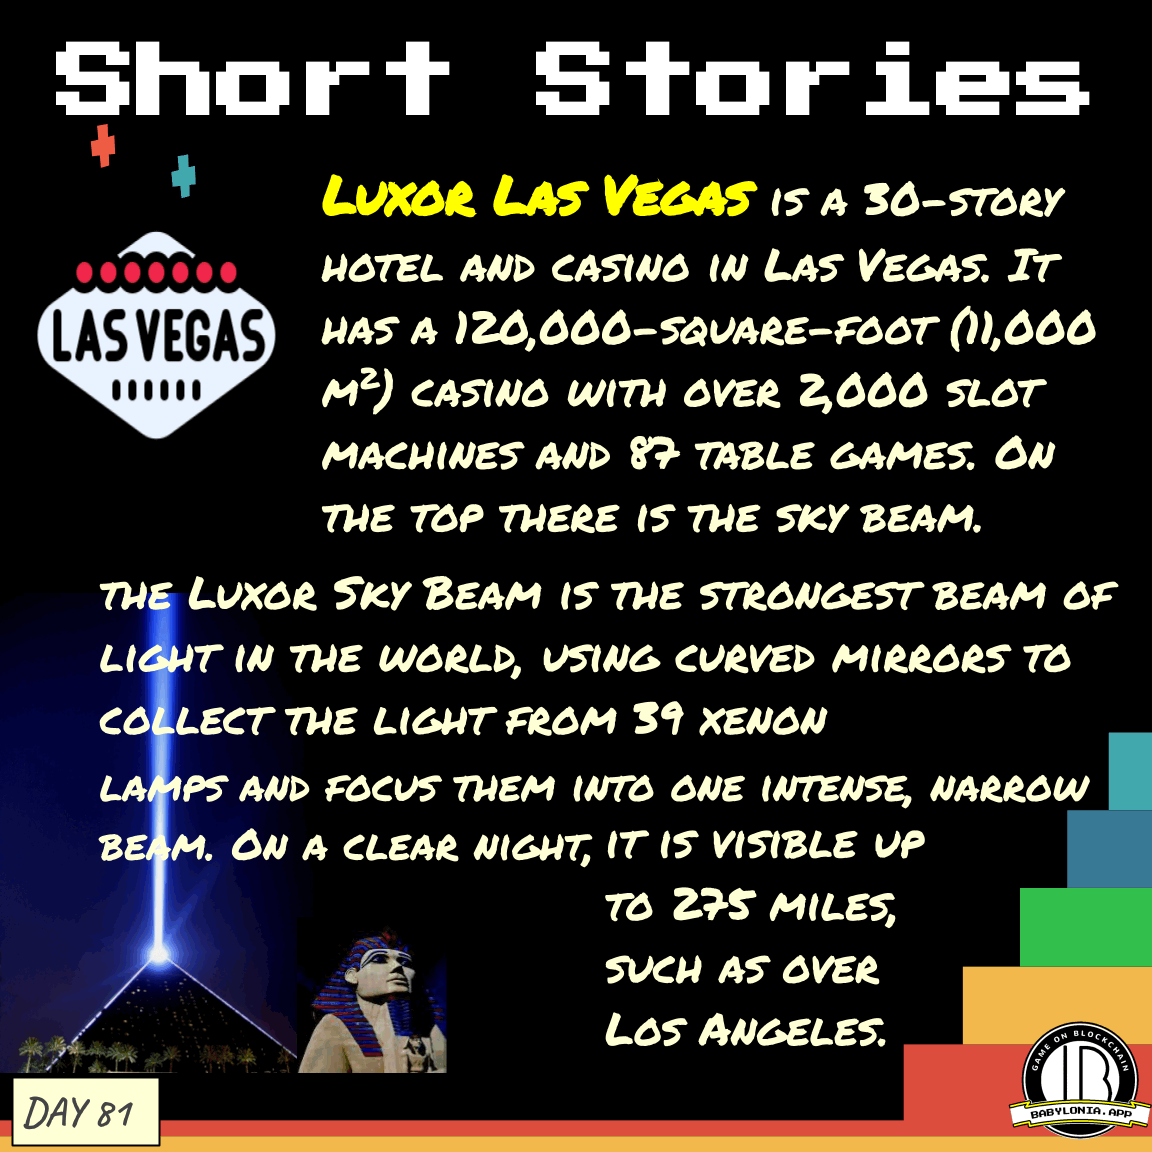 Short Stories
LUXOR LAS VEGAS IS A 30-STORY
HOTEL AND CASINO IN LAS VEGAS. IT
HAS A 120,000-SQUARE-FOOT (11,000
M²) CASINO WITH OVER 2,000 SLOT
MACHINES AND 87 TABLE GAMES. ON
THE TOP THERE IS THE SKY BEAM.
LAS VEGAS
THE LUXOR SKY BEAM IS THE STRONGEST BEAM OF
LIGHT IN THE WORLD, USING CURVED MIRRORS TO
COLLECT THE LIGHT FROM 39 XENON
LAMPS AND FOCUS THEM INTO ONE INTENSE, NARROW
BEAM. ON A CLEAR NIGHT, IT IS VISIBLE UP
TO 275 MILES,
SUCH AS OVER
LOS ANGELES.
DAY 81
GAME ON BLOCKCHAIN
B
BABYLONIA.APP